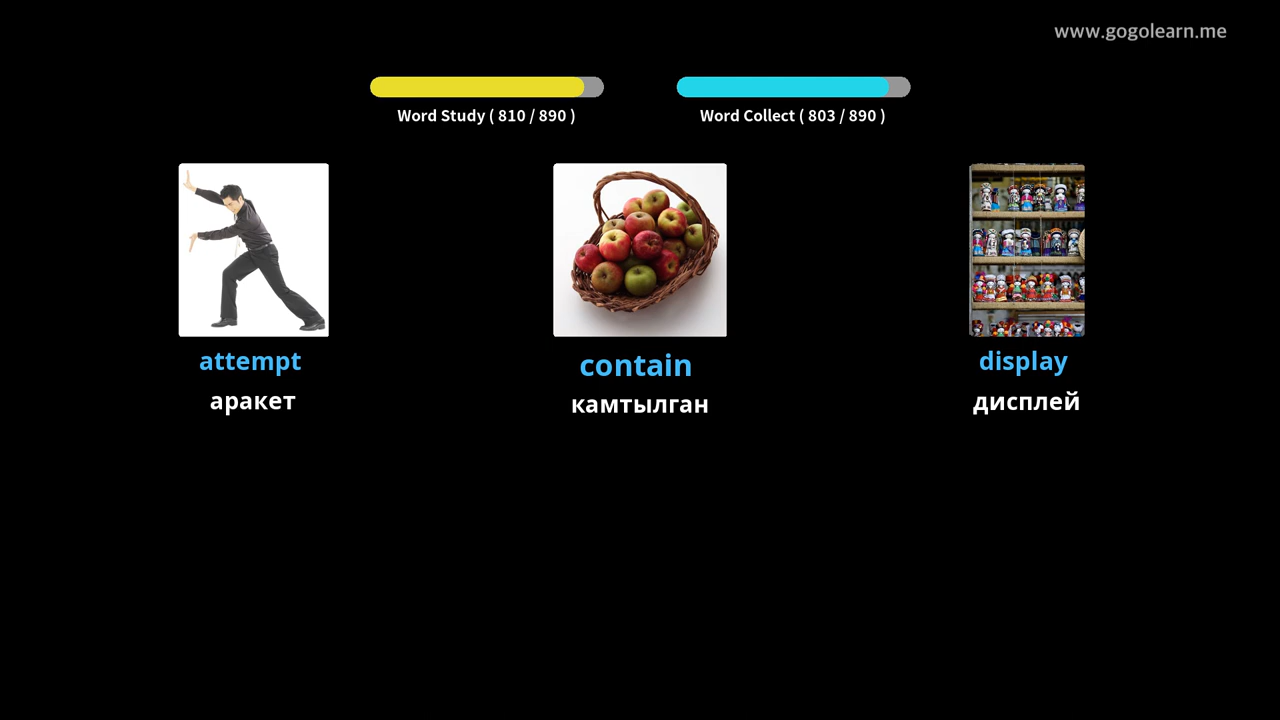 www.gogolearn.me
Word Study ( 810 / 890 )
Word Collect ( 803 / 890 )
attempt
аракет
contain
камтылган
display
дисплей